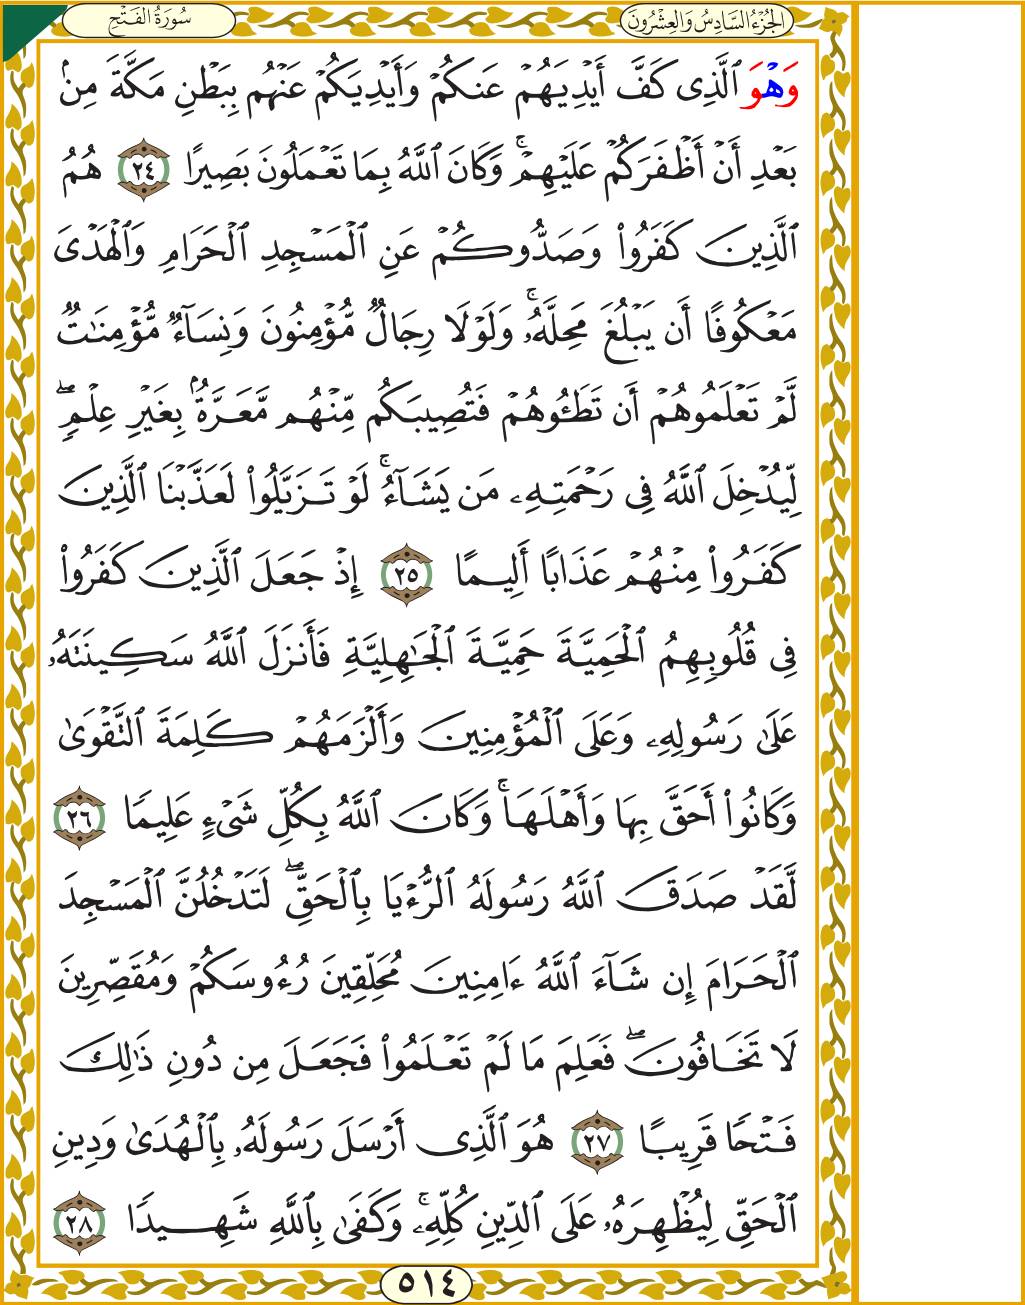 الجُزْءُ السَّادِسُ وَالعِشْرُونَ
سُورَةُ الفَتْحِ
وَهُوَ ٱلَّذِى كَفَّ أَيْدِيَهُمْ عَنكُمْ وَأَيْدِيَكُمْ عَنْهُم بِبَطْنِ مَكَّةَ مِنۢ
بَعْدِ أَنْ أَظْفَرَكُمْ عَلَيْهِمْ ۚ وَكَانَ ٱللَّهُ بِمَا تَعْمَلُونَ بَصِيرًا ٢٤ هُمُ
ٱلَّذِينَ كَفَرُوا۟ وَصَدُّوكُمْ عَنِ ٱلْمَسْجِدِ ٱلْحَرَامِ وَٱلْهَدْىَ
مَعْكُوفًا أَن يَبْلُغَ مَحِلَّهُۥ ۚ وَلَوْلَا رِجَالٌ مُّؤْمِنُونَ وَنِسَآءٌ مُّؤْمِنَـٰتٌ
لَّمْ تَعْلَمُوهُمْ أَن تَطَـُٔوهُمْ فَتُصِيبَكُم مِّنْهُم مَّعَرَّةٌۢ بِغَيْرِ عِلْمٍ ۖ
لِّيُدْخِلَ ٱللَّهُ فِى رَحْمَتِهِۦ مَن يَشَآءُ ۚ لَوْ تَزَيَّلُوا۟ لَعَذَّبْنَا ٱلَّذِينَ
كَفَرُوا۟ مِنْهُمْ عَذَابًا أَلِيمًا ٢٥ إِذْ جَعَلَ ٱلَّذِينَ كَفَرُوا۟
فِى قُلُوبِهِمُ ٱلْحَمِيَّةَ حَمِيَّةَ ٱلْجَـٰهِلِيَّةِ فَأَنزَلَ ٱللَّهُ سَكِينَتَهُۥ
عَلَىٰ رَسُولِهِۦ وَعَلَى ٱلْمُؤْمِنِينَ وَأَلْزَمَهُمْ كَلِمَةَ ٱلتَّقْوَىٰ
وَكَانُوٓا۟ أَحَقَّ بِهَا وَأَهْلَهَا ۚ وَكَانَ ٱللَّهُ بِكُلِّ شَىْءٍ عَلِيمًا ٢٦
لَّقَدْ صَدَقَ ٱللَّهُ رَسُولَهُ ٱلرُّءْيَا بِٱلْحَقِّ ۖ لَتَدْخُلُنَّ ٱلْمَسْجِدَ
ٱلْحَرَامَ إِن شَآءَ ٱللَّهُ ءَامِنِينَ مُحَلِّقِينَ رُءُوسَكُمْ وَمُقَصِّرِينَ
لَا تَخَافُونَ ۖ فَعَلِمَ مَا لَمْ تَعْلَمُوا۟ فَجَعَلَ مِن دُونِ ذَٰلِكَ
فَتْحًا قَرِيبًا ٢٧ هُوَ ٱلَّذِىٓ أَرْسَلَ رَسُولَهُۥ بِٱلْهُدَىٰ وَدِينِ
ٱلْحَقِّ لِيُظْهِرَهُۥ عَلَى ٱلدِّينِ كُلِّهِۦ ۚ وَكَفَىٰ بِٱللَّهِ شَهِيدًا ٢٨
٥١٤